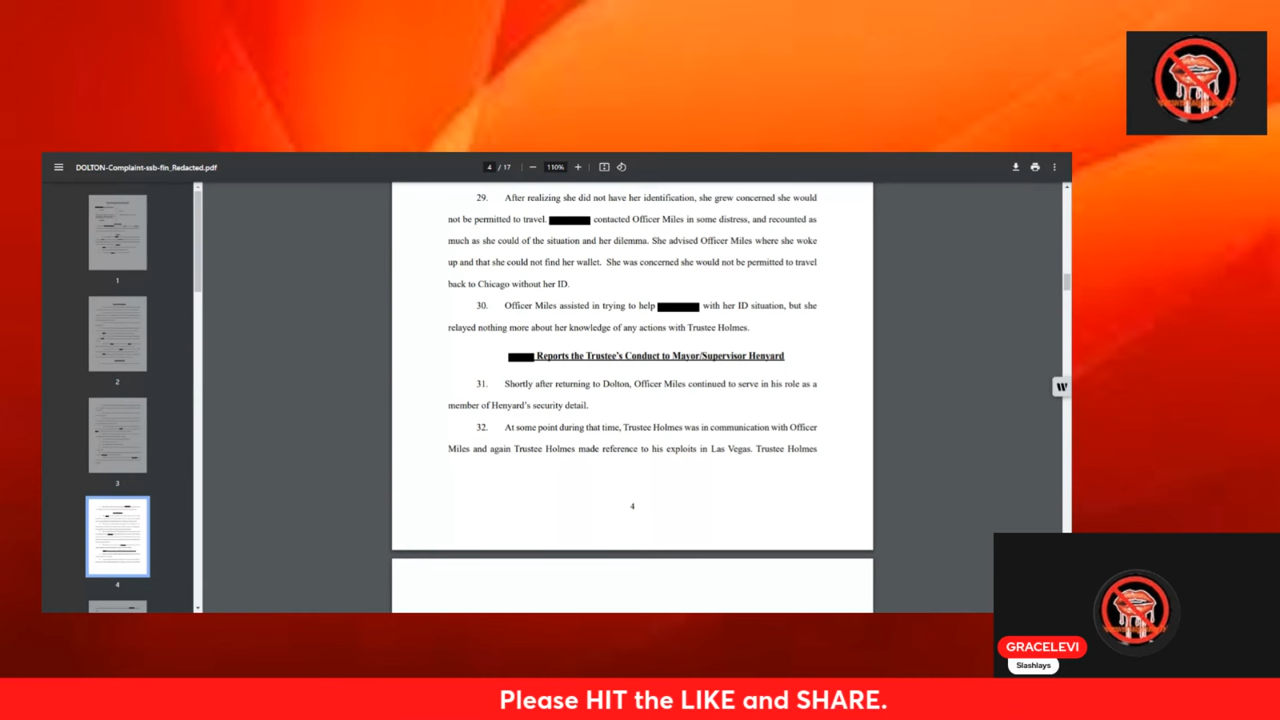 DOLTON-Complaint-ssb-fin_Redacted.pdf
4 / 17
110%
29. After realizing she did not have her identification, she grew concerned she would
not be permitted to travel. contacted Officer Miles in some distress, and recounted as
much as she could of the situation and her dilemma. She advised Officer Miles where she woke
up and that she could not find her wallet. She was concerned she would not be permitted to travel
back to Chicago without her ID.
30. Officer Miles assisted in trying to help with her ID situation, but she
relayed nothing more about her knowledge of any actions with Trustee Holmes.
Reports the Trustee's Conduct to Mayor/Supervisor Henyard
31. Shortly after returning to Dolton, Officer Miles continued to serve in his role as a
member of Henyard's security detail.
32. At some point during that time, Trustee Holmes was in communication with Officer
Miles and again Trustee Holmes made reference to his exploits in Las Vegas. Trustee Holmes
4
1
2
3
4
W
GRACELEVI
Slashlays
Please HIT the LIKE and SHARE.